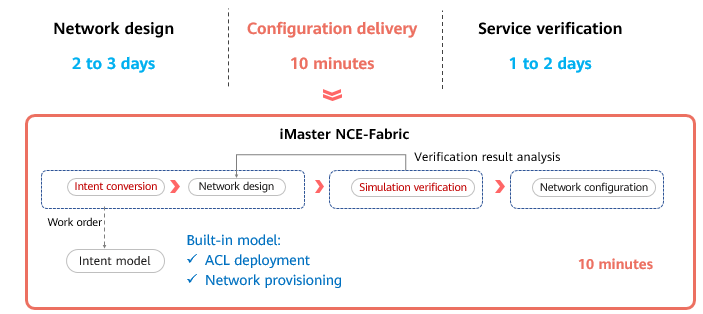 Network design
Configuration delivery
Service verification
2 to 3 days
10 minutes
1 to 2 days
iMaster NCE-Fabric
Verification result analysis
Intent conversion
Network design
Simulation verification
Network configuration
Work order
Intent model
Built-in model:
✓ ACL deployment
✓ Network provisioning
10 minutes